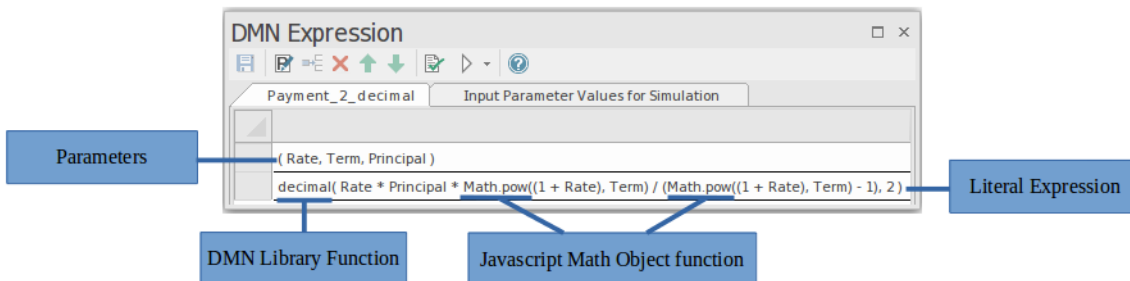 DMN Expression
Payment_2_decimal
Input Parameter Values for Simulation
Parameters
( Rate, Term, Principal )
decimal( Rate * Principal * Math.pow((1 + Rate), Term) / (Math.pow((1 + Rate), Term) - 1), 2 )
Literal Expression
DMN Library Function
Javascript Math Object function